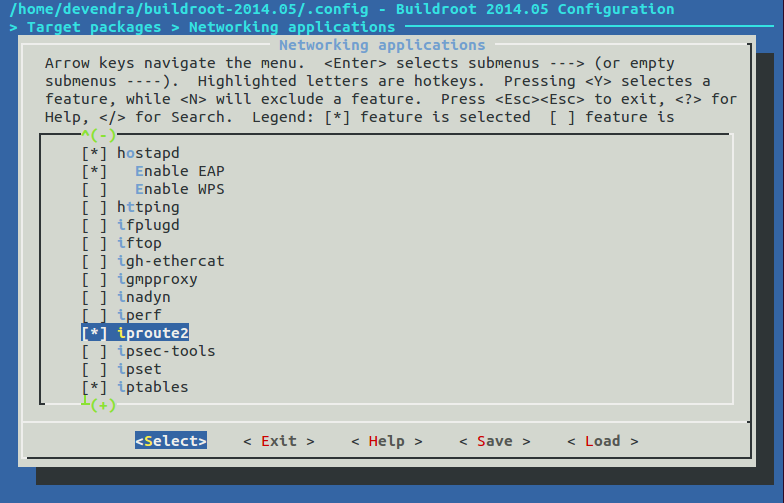 /home/devendra/buildroot-2014.05/.config - Buildroot 2014.05 Configuration
> Target packages > Networking applications
Networking applications
Arrow keys navigate the menu.  <Enter> selects submenus ---> (or empty
submenus ----).  Highlighted letters are hotkeys.  Pressing <Y> selectes a
feature, while <N> will exclude a feature.  Press <Esc><Esc> to exit, <?> for
Help, </> for Search.  Legend: [*] feature is selected  [ ] feature is
^(-)
[*] hostapd
[*]   Enable EAP
[ ]   Enable WPS
[ ] httping
[ ] ifplugd
[ ] iftop
[ ] igh-ethercat
[ ] igmpproxy
[ ] inadyn
[ ] iperf
[*] iproute2
[ ] ipsec-tools
[ ] ipset
[*] iptables
┴(+)
<Select>    < Exit >    < Help >    < Save >    < Load >